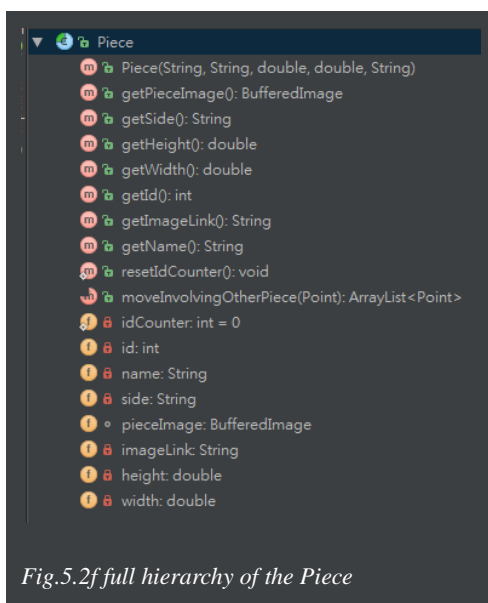 Piece
Piece(String, String, double, double, String)
getPieceImage(): BufferedImage
getSide(): String
getHeight(): double
getWidth(): double
getId(): int
getImageLink(): String
getName(): String
resetIdCounter(): void
moveInvolvingOtherPiece(Point): ArrayList<Point>
idCounter: int = 0
id: int
name: String
side: String
pieceImage: BufferedImage
imageLink: String
height: double
width: double
Fig.5.2f full hierarchy of the Piece